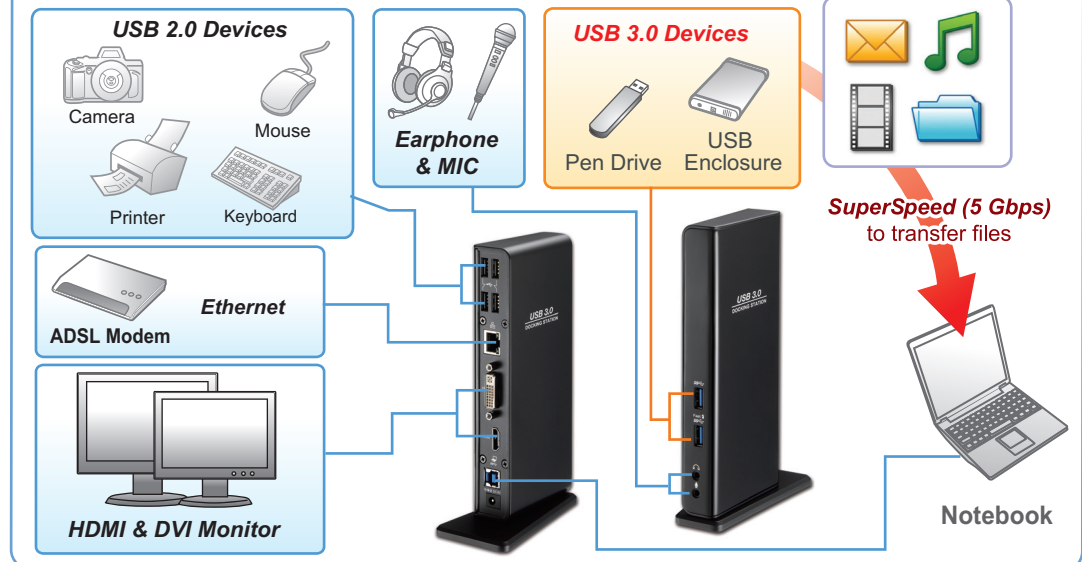 USB 2.0 Devices
Camera
Mouse
Printer
Keyboard
Earphone
& MIC
USB 3.0 Devices
Pen Drive
USB
Enclosure
SuperSpeed (5 Gbps)
to transfer files
Ethernet
ADSL Modem
HDMI & DVI Monitor
USB 3.0
DOCKING STATION
USB 3.0
DOCKING STATION
Notebook